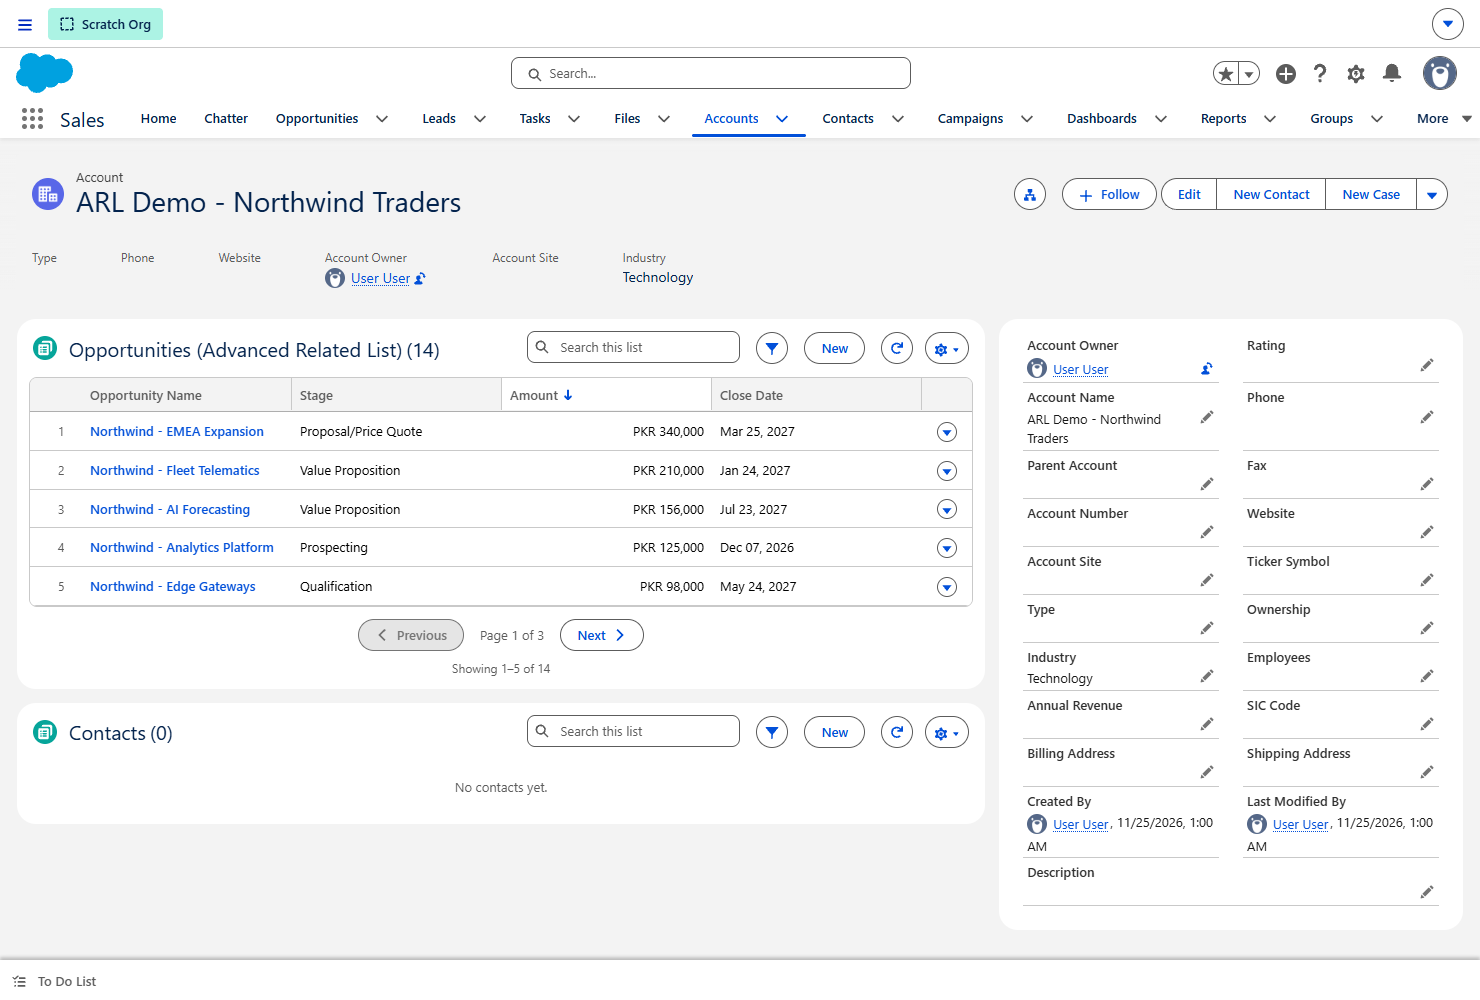 Scratch Org
Search...
Sales
Home
Chatter
Opportunities
Leads
Tasks
Files
Accounts
Contacts
Campaigns
Dashboards
Reports
Groups
More
Account
ARL Demo - Northwind Traders
Follow
Edit
New Contact
New Case
Type
Phone
Website
Account Owner
User User
Account Site
Industry
Technology
Opportunities (Advanced Related List) (14)
Search this list
New
Opportunity Name
Stage
Amount
Close Date
1 Northwind - EMEA Expansion Proposal/Price Quote PKR 340,000 Mar 25, 2027
2 Northwind - Fleet Telematics Value Proposition PKR 210,000 Jan 24, 2027
3 Northwind - AI Forecasting Value Proposition PKR 156,000 Jul 23, 2027
4 Northwind - Analytics Platform Prospecting PKR 125,000 Dec 07, 2026
5 Northwind - Edge Gateways Qualification PKR 98,000 May 24, 2027
Previous
Page 1 of 3
Next
Showing 1–5 of 14
Contacts (0)
Search this list
New
No contacts yet.
Account Owner
User User
Rating
Account Name
ARL Demo - Northwind
Traders
Phone
Parent Account
Fax
Account Number
Website
Account Site
Ticker Symbol
Type
Ownership
Industry
Technology
Employees
Annual Revenue
SIC Code
Billing Address
Shipping Address
Created By
User User, 11/25/2026, 1:00
AM
Last Modified By
User User, 11/25/2026, 1:00
AM
Description
To Do List